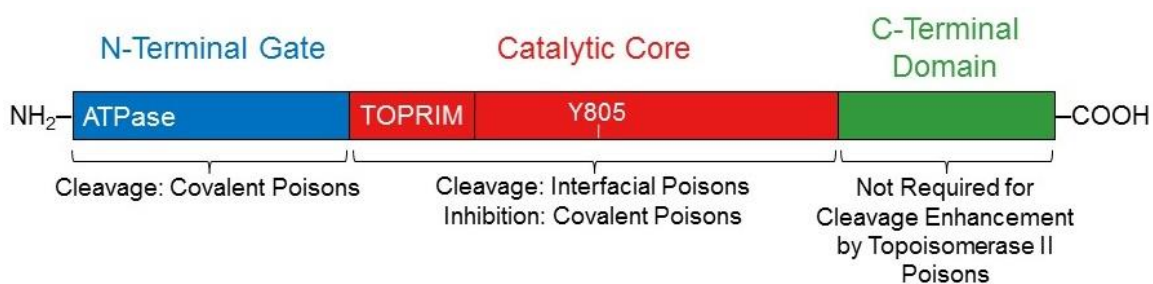 N-Terminal Gate
Catalytic Core
C-Terminal
Domain
NH2–
ATPase
TOPRIM
Y805
–COOH
Cleavage: Covalent Poisons
Cleavage: Interfacial Poisons
Inhibition: Covalent Poisons
Not Required for
Cleavage Enhancement
by Topoisomerase II
Poisons